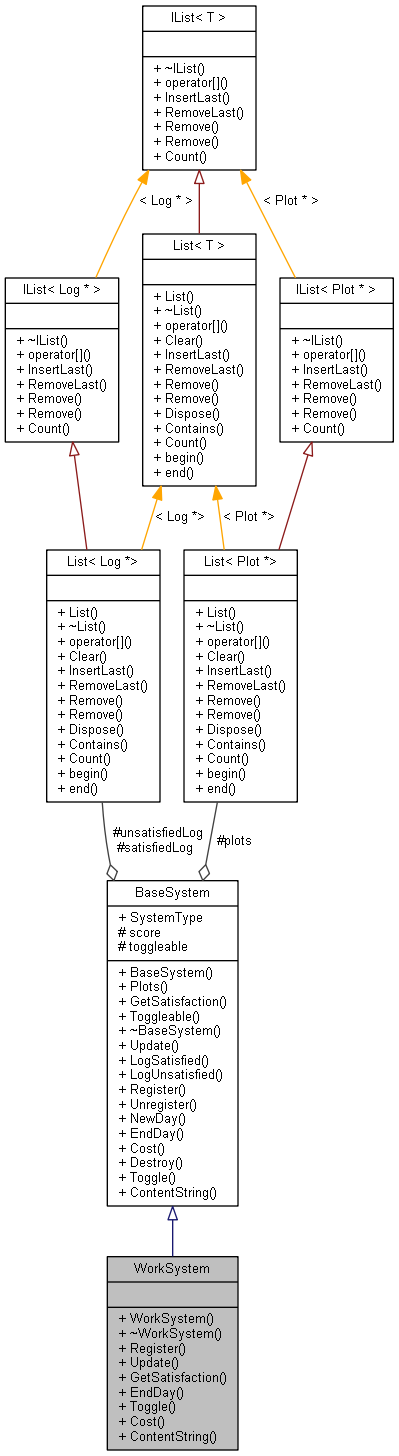 IList< T >
+ ~IList()
+ operator[]()
+ InsertLast()
+ RemoveLast()
+ Remove()
+ Remove()
+ Count()
< Log * >
< Plot * >
List< T >
+ List()
+ ~List()
+ operator[]()
+ Clear()
+ InsertLast()
+ RemoveLast()
+ Remove()
+ Remove()
+ Dispose()
+ Contains()
+ Count()
+ begin()
+ end()
IList< Log * >
+ ~IList()
+ operator[]()
+ InsertLast()
+ RemoveLast()
+ Remove()
+ Remove()
+ Count()
IList< Plot * >
+ ~IList()
+ operator[]()
+ InsertLast()
+ RemoveLast()
+ Remove()
+ Remove()
+ Count()
< Log *>
< Plot *>
List< Log *>
+ List()
+ ~List()
+ operator[]()
+ Clear()
+ InsertLast()
+ RemoveLast()
+ Remove()
+ Remove()
+ Dispose()
+ Contains()
+ Count()
+ begin()
+ end()
List< Plot *>
+ List()
+ ~List()
+ operator[]()
+ Clear()
+ InsertLast()
+ RemoveLast()
+ Remove()
+ Remove()
+ Dispose()
+ Contains()
+ Count()
+ begin()
+ end()
#unsatisfiedLog
#satisfiedLog
#plots
BaseSystem
+ SystemType
# score
# toggleable
+ BaseSystem()
+ Plots()
+ GetSatisfaction()
+ Toggleable()
+ ~BaseSystem()
+ Update()
+ LogSatisfied()
+ LogUnsatisfied()
+ Register()
+ Unregister()
+ NewDay()
+ EndDay()
+ Cost()
+ Destroy()
+ Toggle()
+ ContentString()
WorkSystem
+ WorkSystem()
+ ~WorkSystem()
+ Register()
+ Update()
+ GetSatisfaction()
+ EndDay()
+ Toggle()
+ Cost()
+ ContentString()